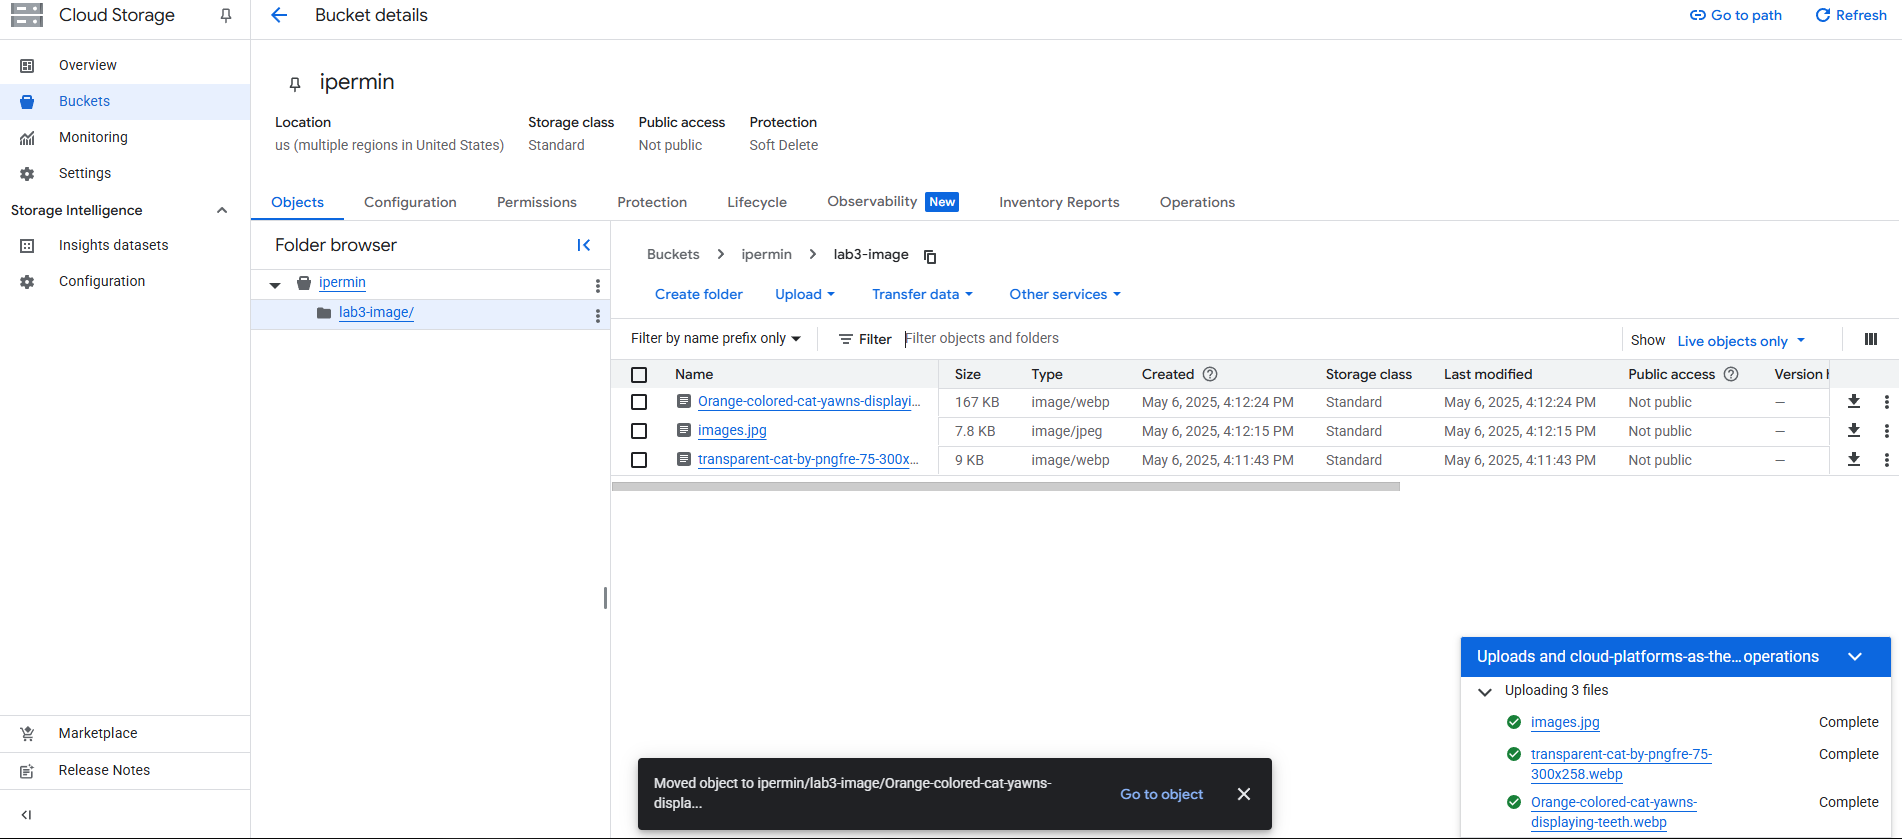 Cloud Storage
Bucket details
Go to path
Refresh
Overview
Buckets
Monitoring
Settings
Storage Intelligence
Insights datasets
Configuration
Marketplace
Release Notes
ipermin
Location
us (multiple regions in United States)
Storage class
Standard
Public access
Not public
Protection
Soft Delete
Objects
Configuration
Permissions
Protection
Lifecycle
Observability New
Inventory Reports
Operations
Folder browser
ipermin
lab3-image/
Buckets ipermin lab3-image
Create folder Upload Transfer data Other services
Filter by name prefix only Filter Filter objects and folders Show Live objects only
Name Size Type Created Storage class Last modified Public access Version h
Orange-colored-cat-yawns-displayi... 167 KB image/webp May 6, 2025, 4:12:24 PM Standard May 6, 2025, 4:12:24 PM Not public —
images.jpg 7.8 KB image/jpeg May 6, 2025, 4:12:15 PM Standard May 6, 2025, 4:12:15 PM Not public —
transparent-cat-by-pngfre-75-300x... 9 KB image/webp May 6, 2025, 4:11:43 PM Standard May 6, 2025, 4:11:43 PM Not public —
Moved object to ipermin/lab3-image/Orange-colored-cat-yawns-
displa...
Go to object
Uploads and cloud-platforms-as-the...operations
Uploading 3 files
images.jpg Complete
transparent-cat-by-pngfre-75- Complete
300x258.webp
Orange-colored-cat-yawns- Complete
displaying-teeth.webp